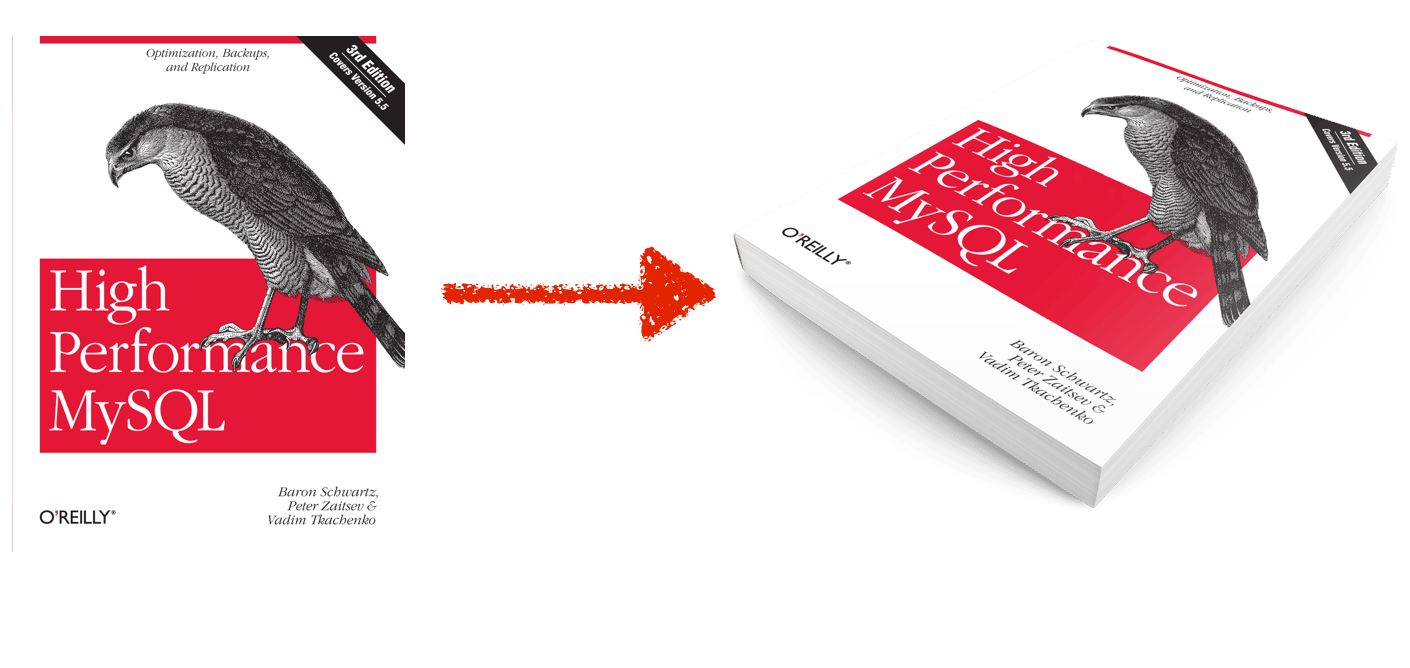 Optimization, Backups,
and Replication
3rd Edition
Covers Version 5.5
High
Performance
MySQL
Baron Schwartz,
Peter Zaitsev &
Vadim Tkachenko
O'REILLY®
Optimization, Backups,
and Replication
3rd Edition
Covers Version 5.5
High
Performance
MySQL
O'REILLY®
Baron Schwartz,
Peter Zaitsev &
Vadim Tkachenko